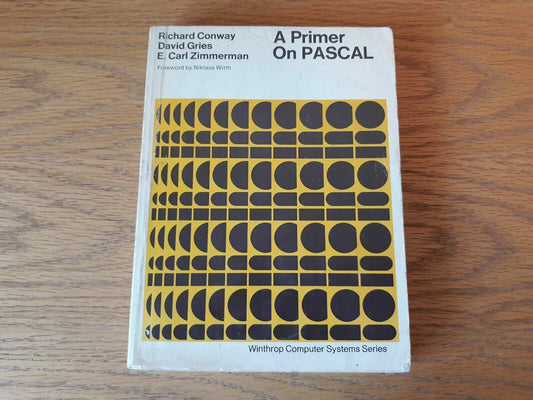 Richard Conway
David Gries
E. Carl Zimmerman
Foreword by Niklaus Wirth
A Primer
On PASCAL
Winthrop Computer Systems Series